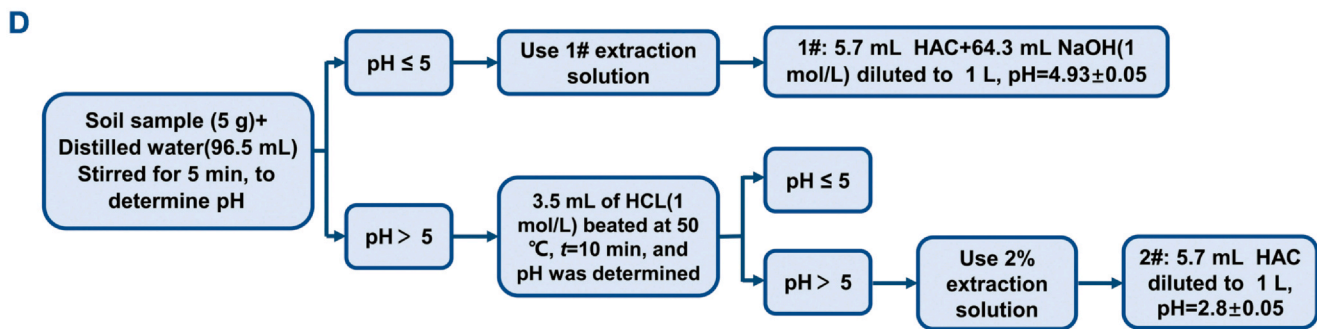 D
pH ≤ 5
Use 1# extraction
solution
1#: 5.7 mL HAC+64.3 mL NaOH(1
mol/L) diluted to 1 L, pH=4.93±0.05
Soil sample (5 g)+
Distilled water(96.5 mL)
Stirred for 5 min, to
determine pH
pH > 5
3.5 mL of HCL(1
mol/L) beated at 50
℃, t=10 min, and
pH was determined
pH ≤ 5
pH > 5
Use 2%
extraction
solution
2#: 5.7 mL HAC
diluted to 1 L,
pH=2.8±0.05